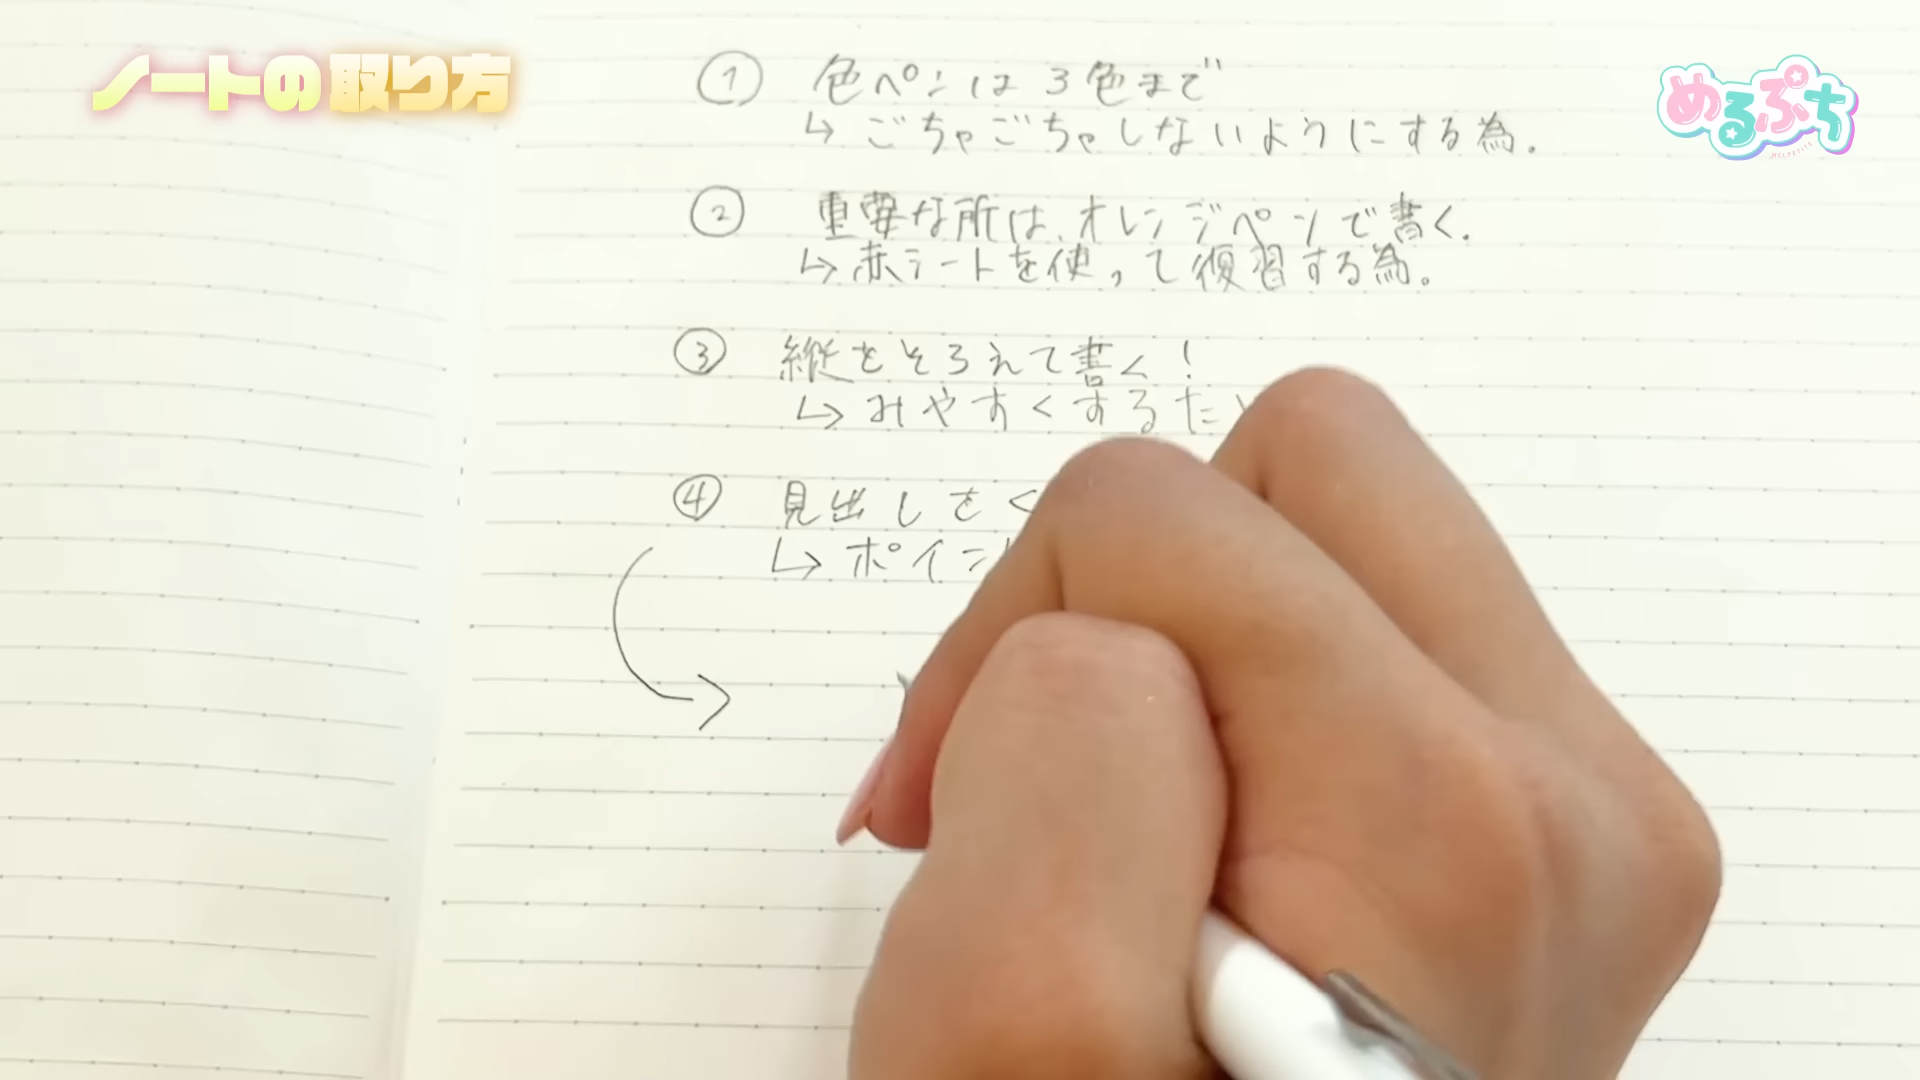 ノートの取り方
めるぷち
MELPETITE
① 色ペンは3色まで
↳ ごちゃごちゃしないようにする為。
② 重要な所は、オレンジペンで書く.
↳ 赤シートを使って復習する為。
③ 縦をそろえて書く!
↳ みやすくするた
④ 見出しをく
↳ ポイン